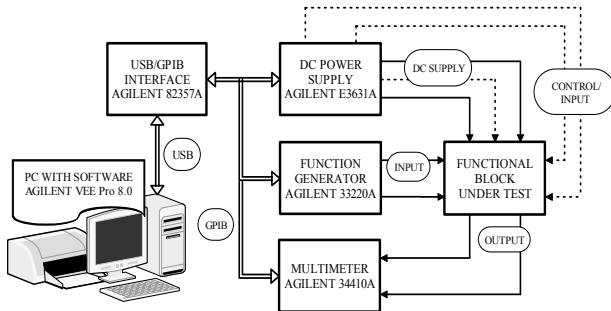 USB/GPIB
INTERFACE
AGILENT 82357A
DC POWER
SUPPLY
AGILENT E3631A
DC SUPPLY
CONTROL/
INPUT
USB
PC WITH SOFTWARE
AGILENT VEE Pro 8.0
FUNCTION
GENERATOR
AGILENT 33220A
INPUT
FUNCTIONAL
BLOCK
UNDER TEST
GPIB
OUTPUT
MULTIMETER
AGILENT 34410A